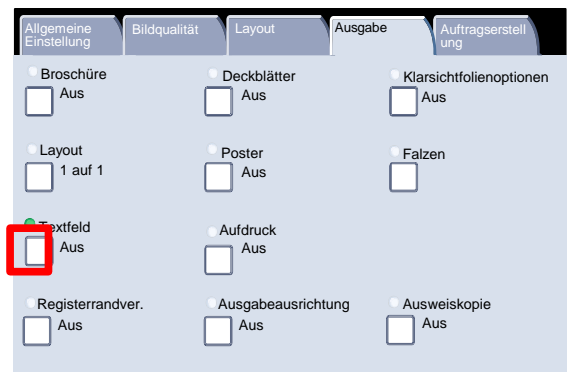 Allgemeine
Einstellung
Bildqualität
Layout
Ausgabe
Auftragserstell
ung
Broschüre
Aus
Deckblätter
Aus
Klarsichtfolienoptionen
Aus
Layout
1 auf 1
Poster
Aus
Falzen
Textfeld
Aus
Aufdruck
Aus
Registerrandver.
Aus
Ausgabeausrichtung
Aus
Ausweiskopie
Aus